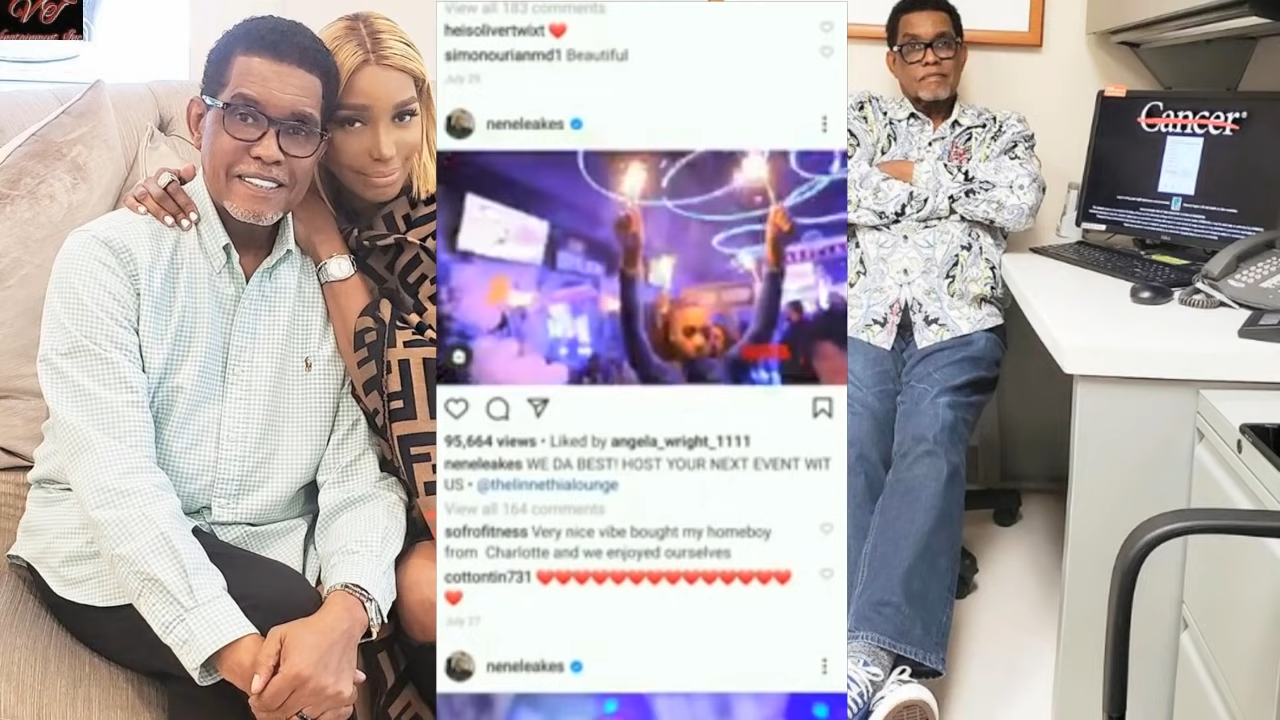 VT
View all 183 comments
heisolivertwixt ❤️
simonourianmd1 Beautiful
July 29
neneleakes
95,664 views • Liked by angela_wright_1111
neneleakes WE DA BEST! HOST YOUR NEXT EVENT WIT
US • @thelinnethialounge
View all 164 comments
sofrofitness Very nice vibe bought my homeboy
from Charlotte and we enjoyed ourselves
cottontin731 ❤️❤️❤️❤️❤️❤️❤️❤️❤️❤️❤️❤️❤️❤️❤️
❤️
July 27
neneleakes
Cancer